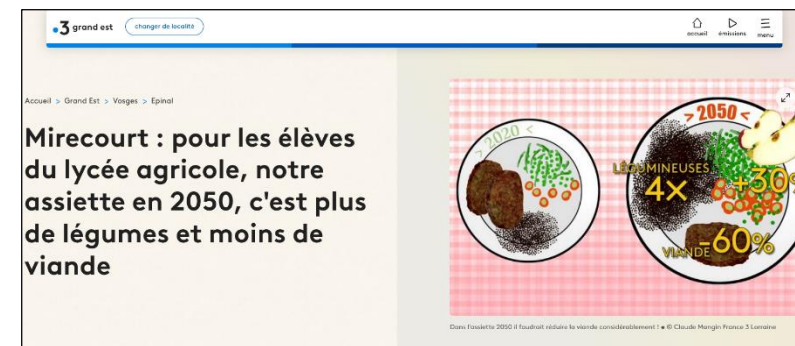 3 grand est
changer de localité
accueil
émissions
menu
Accueil > Grand Est > Vosges > Epinal
Mirecourt : pour les élèves
du lycée agricole, notre
assiette en 2050, c'est plus
de légumes et moins de
viande
> 2020 <
> 2050 <
LÉGUMINEUSES
4X
+30%
VIANDE -60%
Dans l'assiette 2050 il faudrait réduire la viande considérablement ! • © Claude Mangin France 3 Lorraine